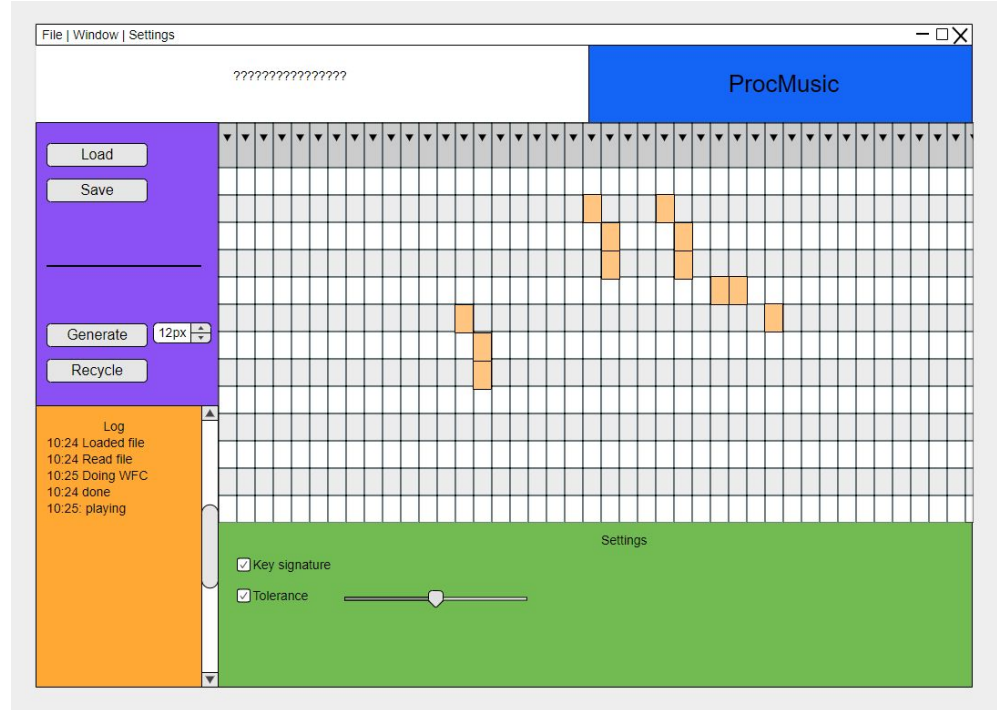 File | Window | Settings
????????????????
ProcMusic
Load
Save
Generate
12px
Recycle
Log
10:24 Loaded file
10:24 Read file
10:25 Doing WFC
10:24 done
10:25: playing
Settings
Key signature
Tolerance